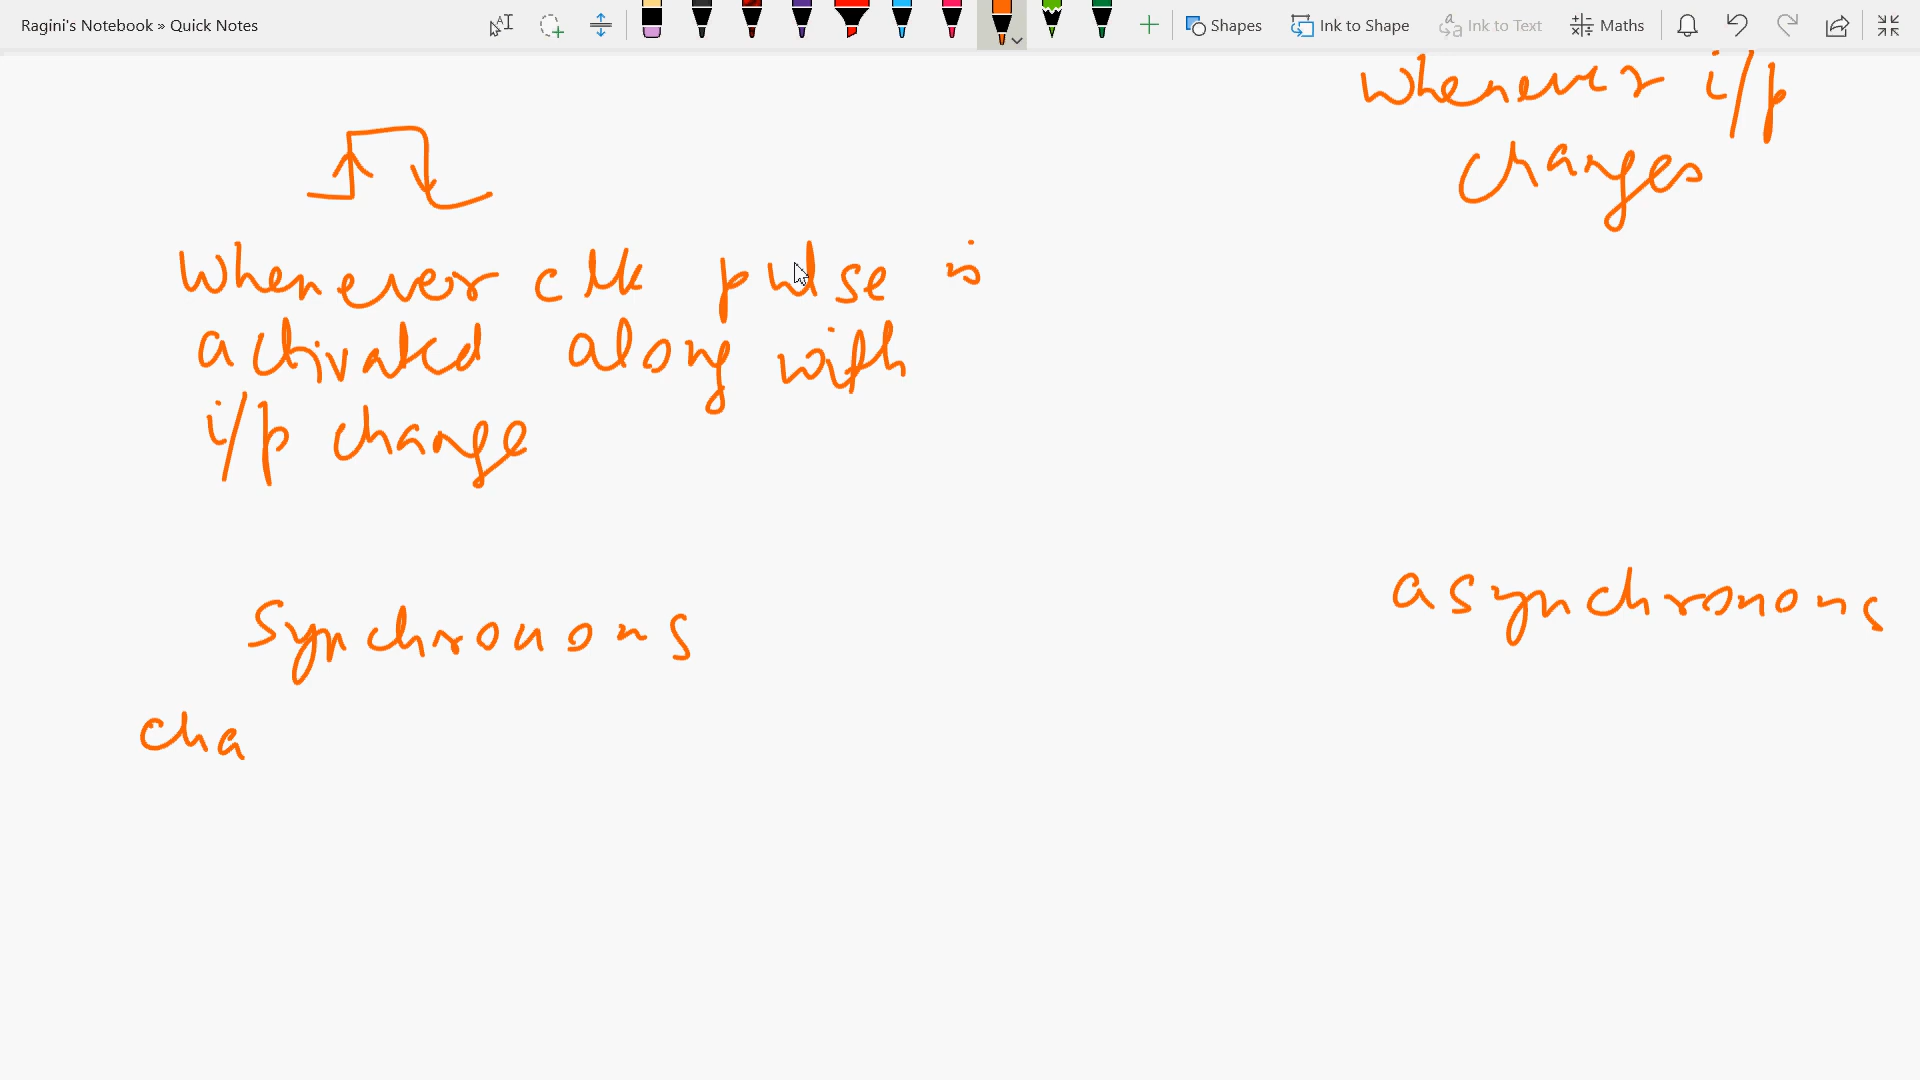 Ragini's Notebook » Quick Notes
Shapes
Ink to Shape
Ink to Text
Maths
Whenever i/p
changes
Whenever clk pulse is
activated along with
i/p change
Synchronous
asynchronous
cha